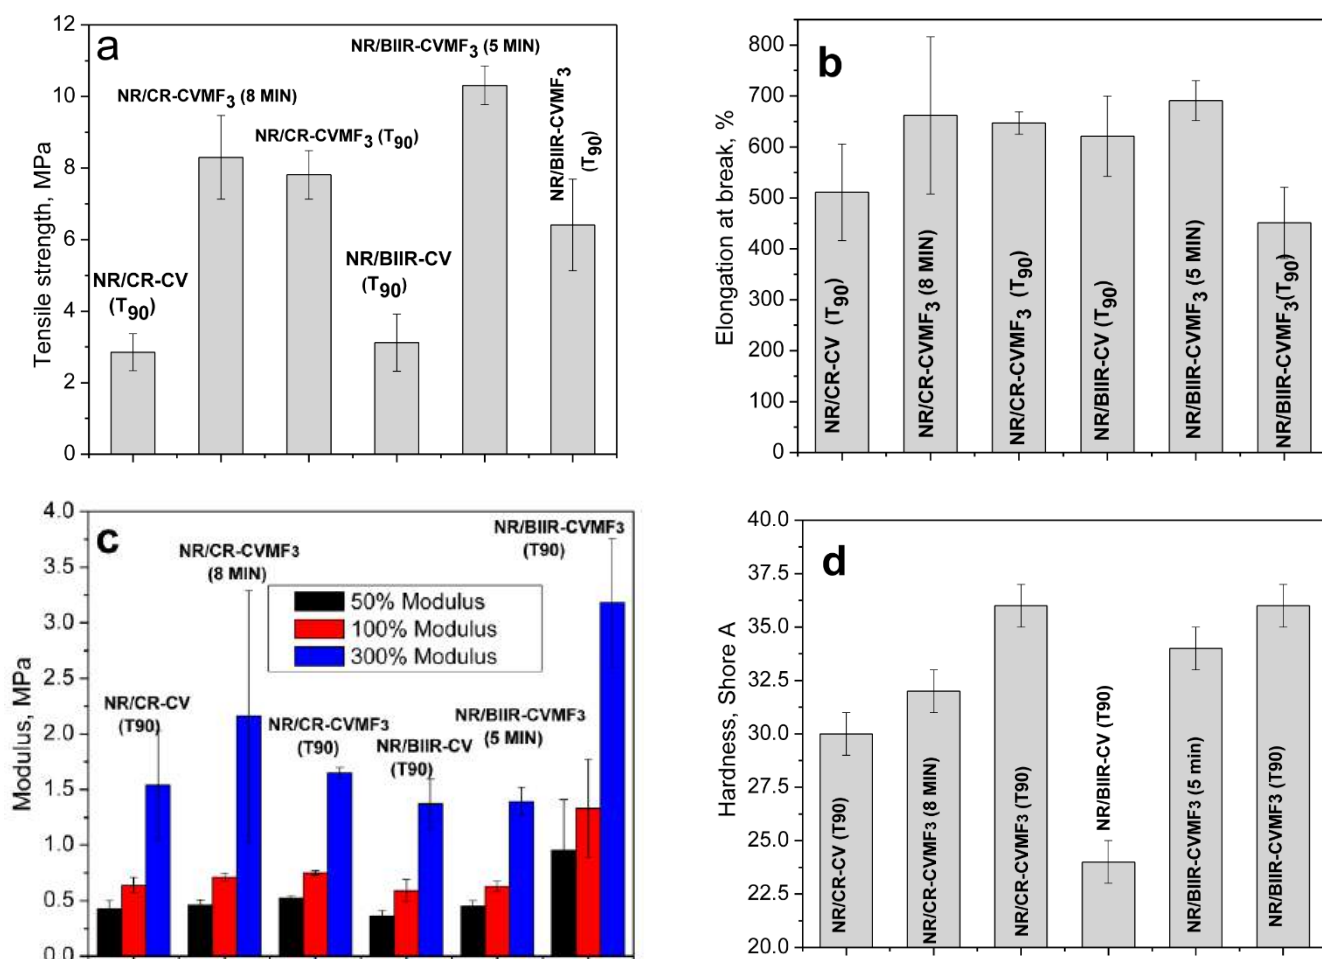 a
Tensile strength, MPa
12
10
8
6
4
2
0
NR/CR-CV
(T90)
NR/CR-CVMF3 (8 MIN)
NR/CR-CVMF3 (T90)
NR/BIIR-CV
(T90)
NR/BIIR-CVMF3 (5 MIN)
NR/BIIR-CVMF3
(T90)
b
Elongation at break, %
800
700
600
500
400
300
200
100
0
NR/CR-CV (T90)
NR/CR-CVMF3 (8 MIN)
NR/CR-CVMF3 (T90)
NR/BIIR-CV (T90)
NR/BIIR-CVMF3 (5 MIN)
NR/BIIR-CVMF3(T90)
c
Modulus, MPa
4.0
3.5
3.0
2.5
2.0
1.5
1.0
0.5
0.0
NR/CR-CV
(T90)
NR/CR-CVMF3
(8 MIN)
NR/CR-CVMF3
(T90)
NR/BIIR-CV
(T90)
NR/BIIR-CVMF3
(5 MIN)
NR/BIIR-CVMF3
(T90)
50% Modulus
100% Modulus
300% Modulus
d
Hardness, Shore A
40.0
37.5
35.0
32.5
30.0
27.5
25.0
22.5
20.0
NR/CR-CV (T90)
NR/CR-CVMF3 (8 MIN)
NR/CR-CVMF3 (T90)
NR/BIIR-CV (T90)
NR/BIIR-CVMF3 (5 min)
NR/BIIR-CVMF3 (T90)